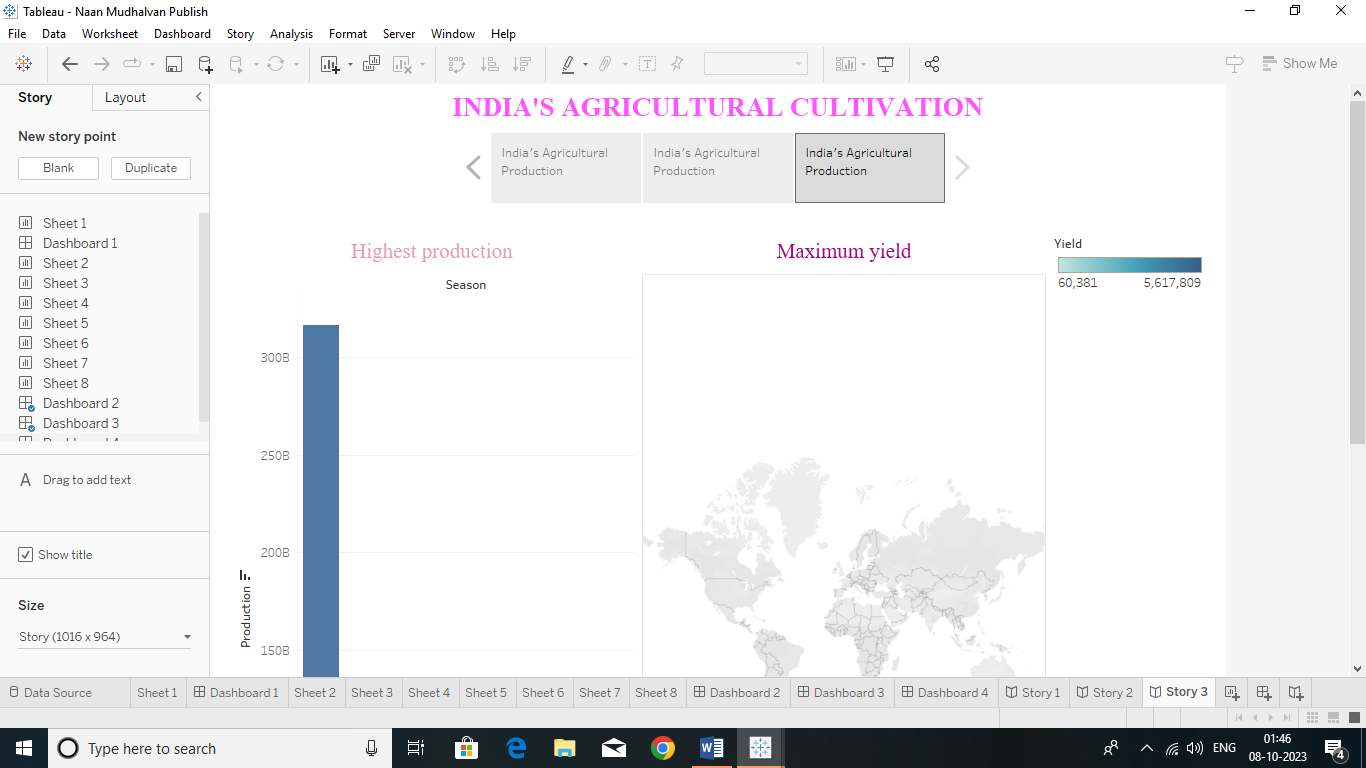 Tableau - Naan Mudhalvan Publish
File Data Worksheet Dashboard Story Analysis Format Server Window Help
Show Me
Story Layout
New story point
Blank Duplicate
Sheet 1
Dashboard 1
Sheet 2
Sheet 3
Sheet 4
Sheet 5
Sheet 6
Sheet 7
Sheet 8
Dashboard 2
Dashboard 3
A Drag to add text
Show title
Size
Story (1016 x 964)
INDIA'S AGRICULTURAL CULTIVATION
India's Agricultural
Production
India's Agricultural
Production
India's Agricultural
Production
Highest production
Season
300B
250B
200B
150B
Production
Maximum yield
Yield
60,381 5,617,809
Data Source Sheet 1 Dashboard 1 Sheet 2 Sheet 3 Sheet 4 Sheet 5 Sheet 6 Sheet 7 Sheet 8 Dashboard 2 Dashboard 3 Dashboard 4 Story 1 Story 2 Story 3
Type here to search
ENG
01:46
08-10-2023
4